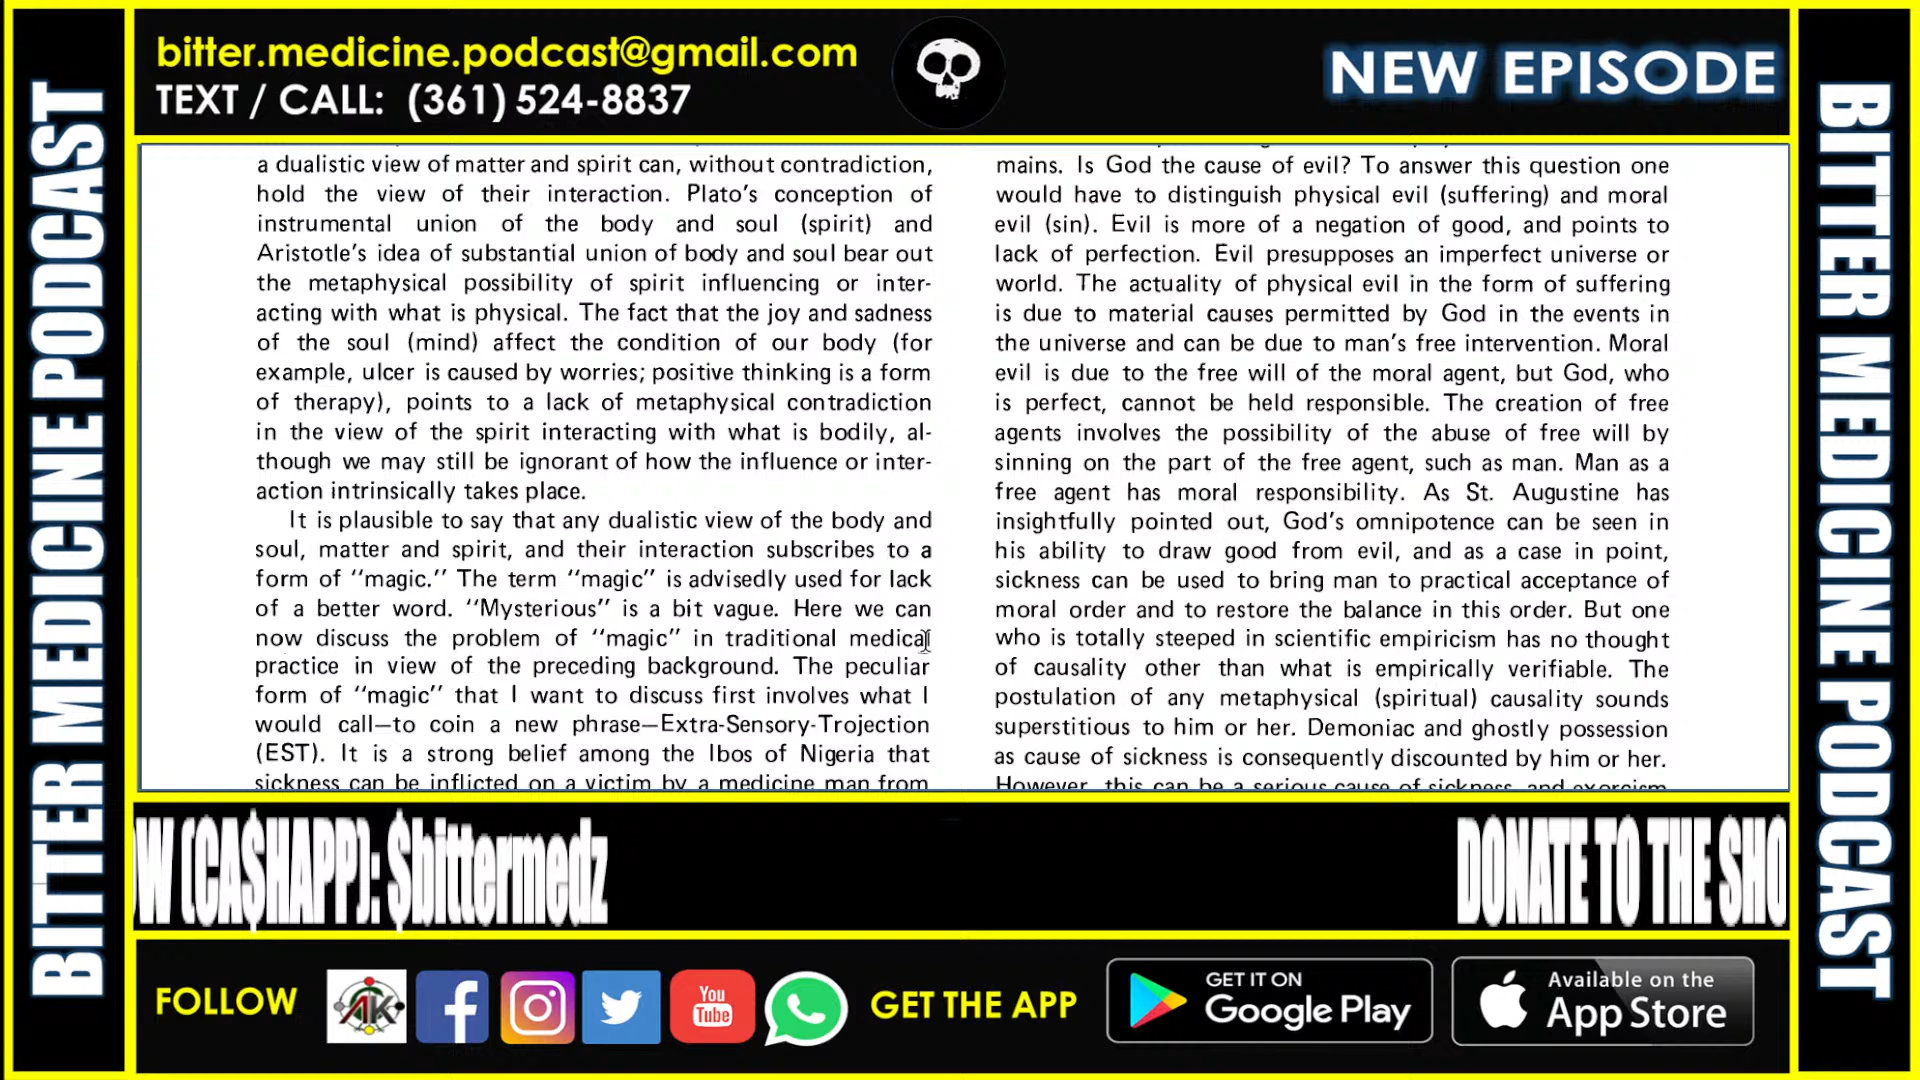 bitter.medicine.podcast@gmail.com
TEXT / CALL: (361) 524-8837
NEW EPISODE
BITTER MEDICINE PODCAST
a dualistic view of matter and spirit can, without contradiction,
hold the view of their interaction. Plato's conception of
instrumental union of the body and soul (spirit) and
Aristotle's idea of substantial union of body and soul bear out
the metaphysical possibility of spirit influencing or inter-
acting with what is physical. The fact that the joy and sadness
of the soul (mind) affect the condition of our body (for
example, ulcer is caused by worries; positive thinking is a form
of therapy), points to a lack of metaphysical contradiction
in the view of the spirit interacting with what is bodily, al-
though we may still be ignorant of how the influence or inter-
action intrinsically takes place.
It is plausible to say that any dualistic view of the body and
soul, matter and spirit, and their interaction subscribes to a
form of ''magic.'' The term ''magic'' is advisedly used for lack
of a better word. ''Mysterious'' is a bit vague. Here we can
now discuss the problem of ''magic'' in traditional medical
practice in view of the preceding background. The peculiar
form of ''magic'' that I want to discuss first involves what I
would call—to coin a new phrase—Extra-Sensory-Trojection
(EST). It is a strong belief among the Ibos of Nigeria that
sickness can be inflicted on a victim by a medicine man from
mains. Is God the cause of evil? To answer this question one
would have to distinguish physical evil (suffering) and moral
evil (sin). Evil is more of a negation of good, and points to
lack of perfection. Evil presupposes an imperfect universe or
world. The actuality of physical evil in the form of suffering
is due to material causes permitted by God in the events in
the universe and can be due to man's free intervention. Moral
evil is due to the free will of the moral agent, but God, who
is perfect, cannot be held responsible. The creation of free
agents involves the possibility of the abuse of free will by
sinning on the part of the free agent, such as man. Man as a
free agent has moral responsibility. As St. Augustine has
insightfully pointed out, God's omnipotence can be seen in
his ability to draw good from evil, and as a case in point,
sickness can be used to bring man to practical acceptance of
moral order and to restore the balance in this order. But one
who is totally steeped in scientific empiricism has no thought
of causality other than what is empirically verifiable. The
postulation of any metaphysical (spiritual) causality sounds
superstitious to him or her. Demoniac and ghostly possession
as cause of sickness is consequently discounted by him or her.
However, this can be a serious cause of sickness, and exorcism
BITTER MEDICINE PODCAST
OW (CA$HAPP): $bittermedz
DONATE TO THE SHO
FOLLOW
AK
You
Tube
GET THE APP
GET IT ON
Google Play
Available on the
App Store